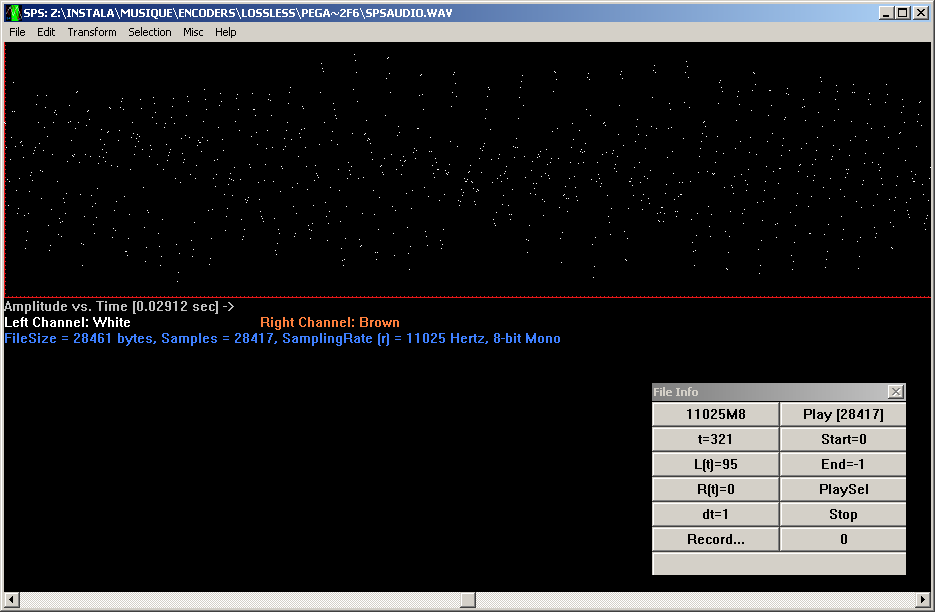 SPS: Z:\INSTALA\MUSIQUE\ENCODERS\LOSSLESS\PEGA~2F6\SPSAUDIO.WAV
File Edit Transform Selection Misc Help
Amplitude vs. Time [0.02912 sec] ->
Left Channel: White Right Channel: Brown
FileSize = 28461 bytes, Samples = 28417, SamplingRate (r) = 11025 Hertz, 8-bit Mono
File Info
11025M8 Play [28417]
t=321 Start=0
L(t)=95 End=-1
R(t)=0 PlaySel
dt=1 Stop
Record... 0